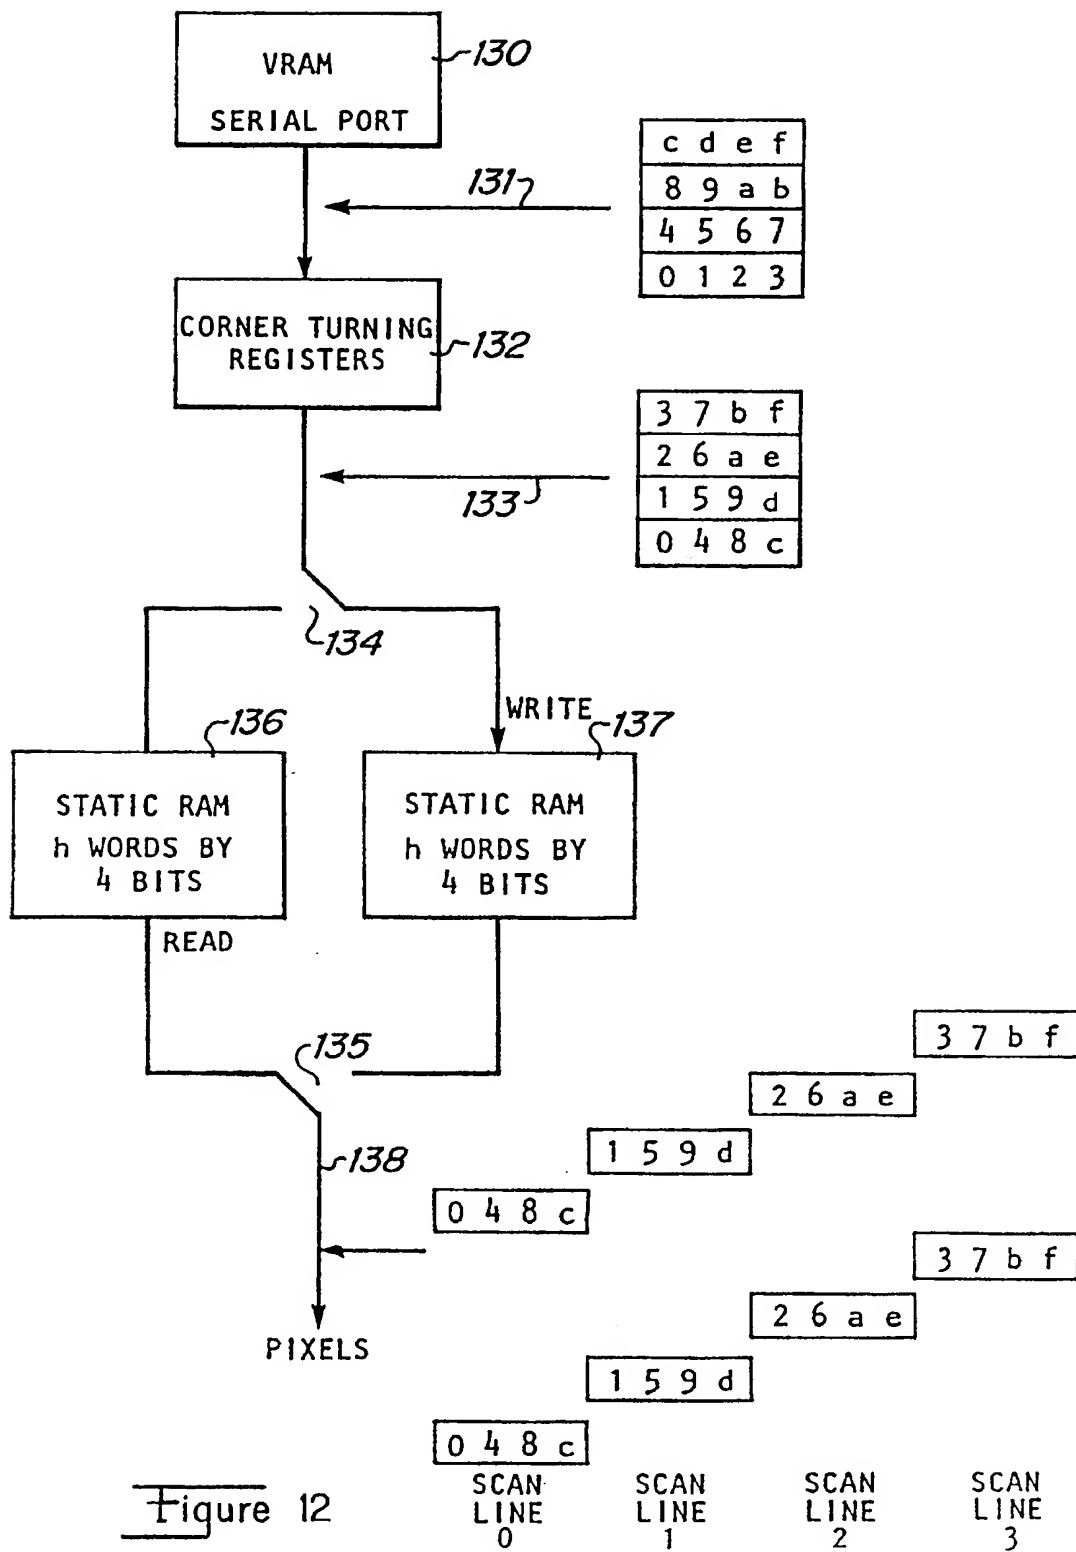 VRAM
SERIAL PORT
130
131
c d e f
8 9 a b
4 5 6 7
0 1 2 3
CORNER TURNING
REGISTERS
132
133
3 7 b f
2 6 a e
1 5 9 d
0 4 8 c
134
WRITE
136
137
STATIC RAM
h WORDS BY
4 BITS
STATIC RAM
h WORDS BY
4 BITS
READ
135
138
3 7 b f
2 6 a e
1 5 9 d
0 4 8 c
3 7 b f
2 6 a e
1 5 9 d
0 4 8 c
PIXELS
SCAN
LINE
0
SCAN
LINE
1
SCAN
LINE
2
SCAN
LINE
3
Figure 12